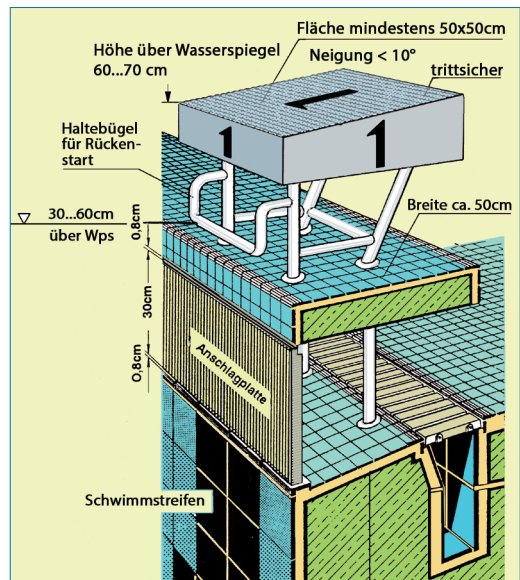 Fläche mindestens 50x50cm
Höhe über Wasserspiegel
60...70 cm
Neigung < 10°
trittsicher
1
1
1
Haltebügel
für Rücken-
start
Breite ca. 50cm
30...60cm
über Wps
0,8cm
30cm
0,8cm
Anschlagplatte
Schwimmstreifen